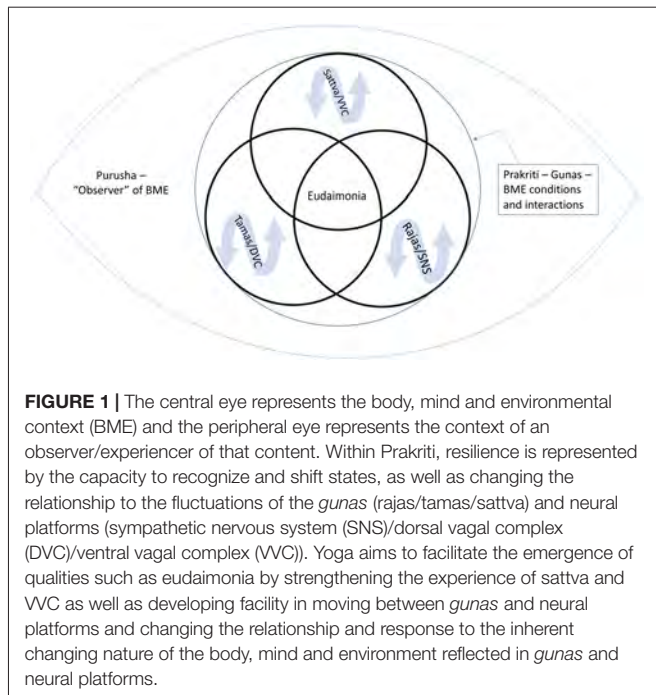 Sattva/VVC
Purusha –
"Observer" of BME
Eudaimonia
Prakriti – Gunas –
BME conditions
and interactions
Tamas/DVC
Rajas/SNS
FIGURE 1 | The central eye represents the body, mind and environmental
context (BME) and the peripheral eye represents the context of an
observer/experiencer of that content. Within Prakriti, resilience is represented
by the capacity to recognize and shift states, as well as changing the
relationship to the fluctuations of the gunas (rajas/tamas/sattva) and neural
platforms (sympathetic nervous system (SNS)/dorsal vagal complex
(DVC)/ventral vagal complex (VVC)). Yoga aims to facilitate the emergence of
qualities such as eudaimonia by strengthening the experience of sattva and
VVC as well as developing facility in moving between gunas and neural
platforms and changing the relationship and response to the inherent
changing nature of the body, mind and environment reflected in gunas and
neural platforms.